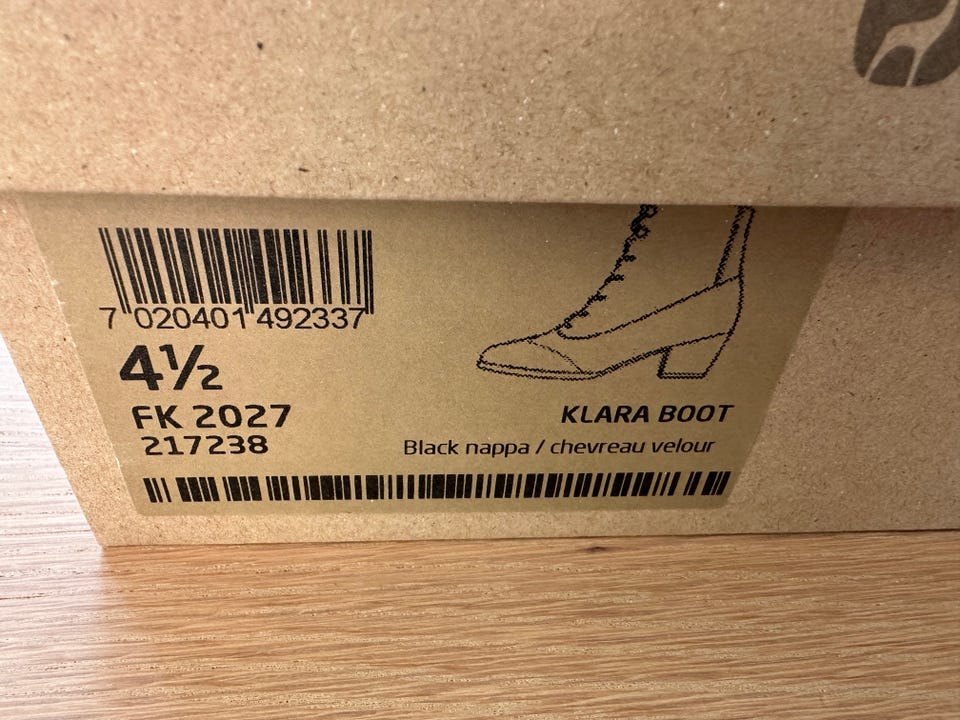 7 020401 492337
4½
FK 2027
217238
KLARA BOOT
Black nappa / chevreau velour